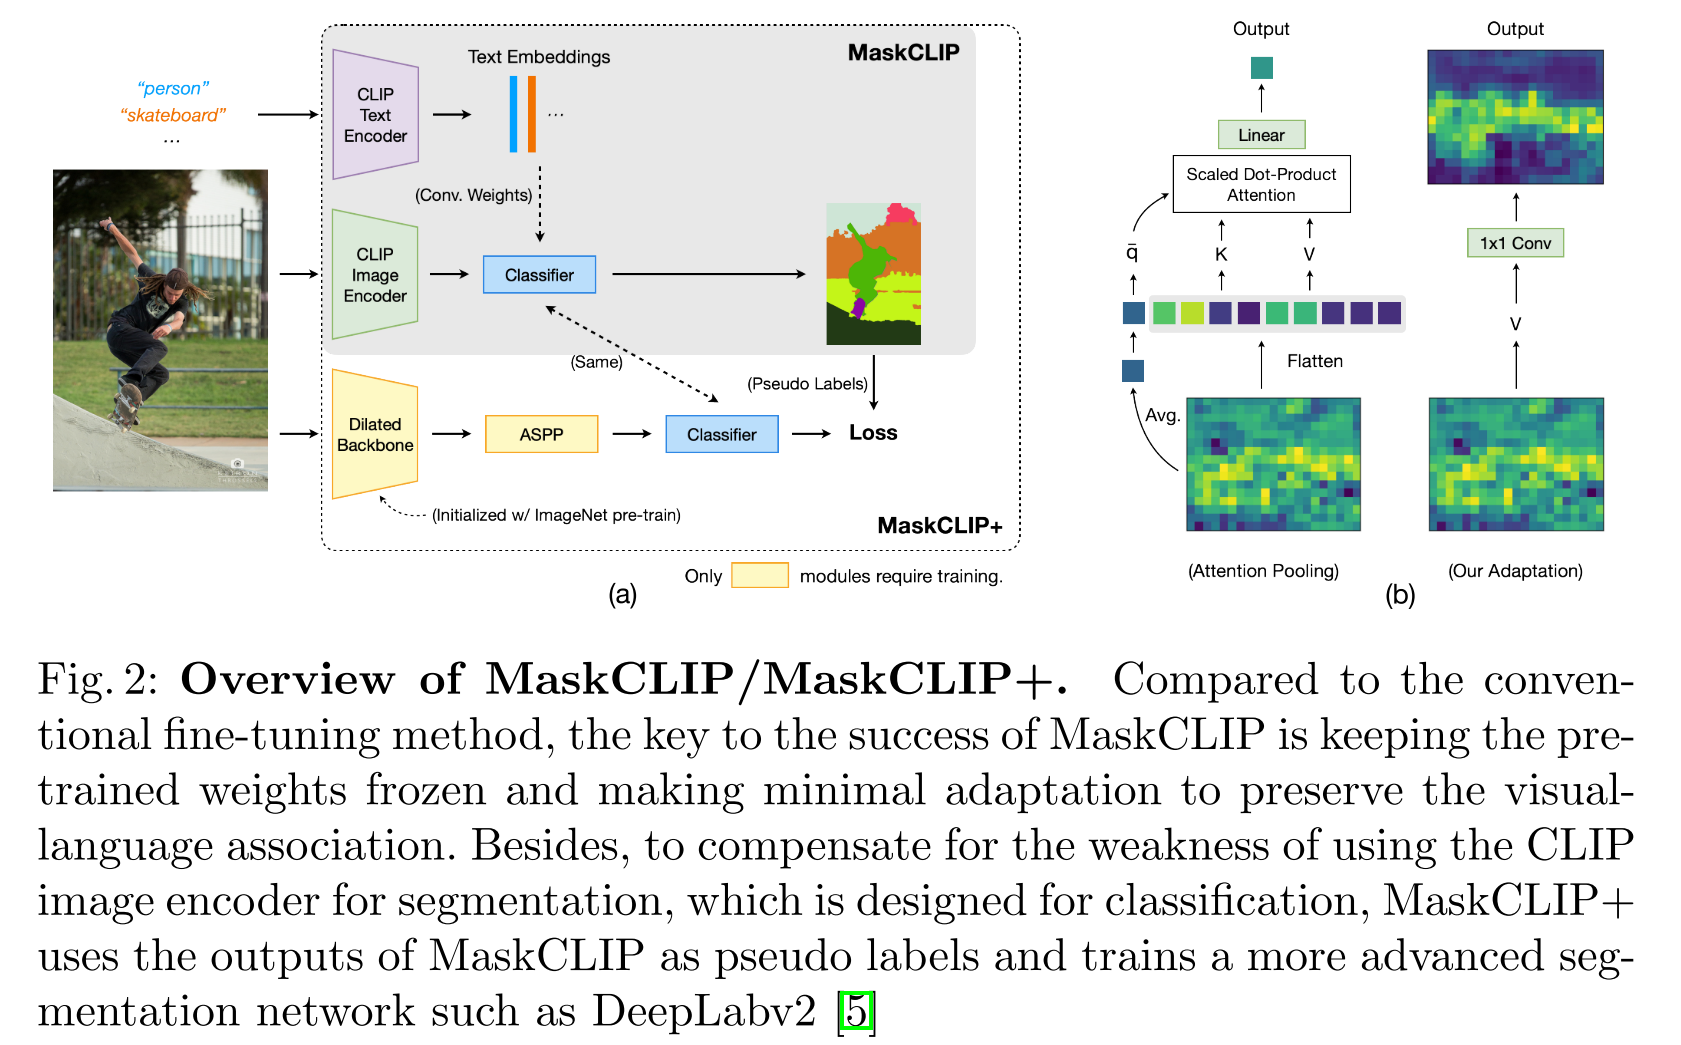 “person”
“skateboard”
...
CLIP
Text
Encoder
Text Embeddings
...
MaskCLIP
(Conv. Weights)
CLIP
Image
Encoder
Classifier
(Same)
(Pseudo Labels)
Dilated
Backbone
ASPP
Classifier
Loss
(Initialized w/ ImageNet pre-train)
MaskCLIP+
Only modules require training.
(a)
Output
Linear
Scaled Dot-Product
Attention
q̄
K
V
Flatten
Avg.
(Attention Pooling)
Output
1x1 Conv
V
(Our Adaptation)
(b)
Fig. 2: Overview of MaskCLIP/MaskCLIP+. Compared to the conven-
tional fine-tuning method, the key to the success of MaskCLIP is keeping the pre-
trained weights frozen and making minimal adaptation to preserve the visual-
language association. Besides, to compensate for the weakness of using the CLIP
image encoder for segmentation, which is designed for classification, MaskCLIP+
uses the outputs of MaskCLIP as pseudo labels and trains a more advanced seg-
mentation network such as DeepLabv2 [5]